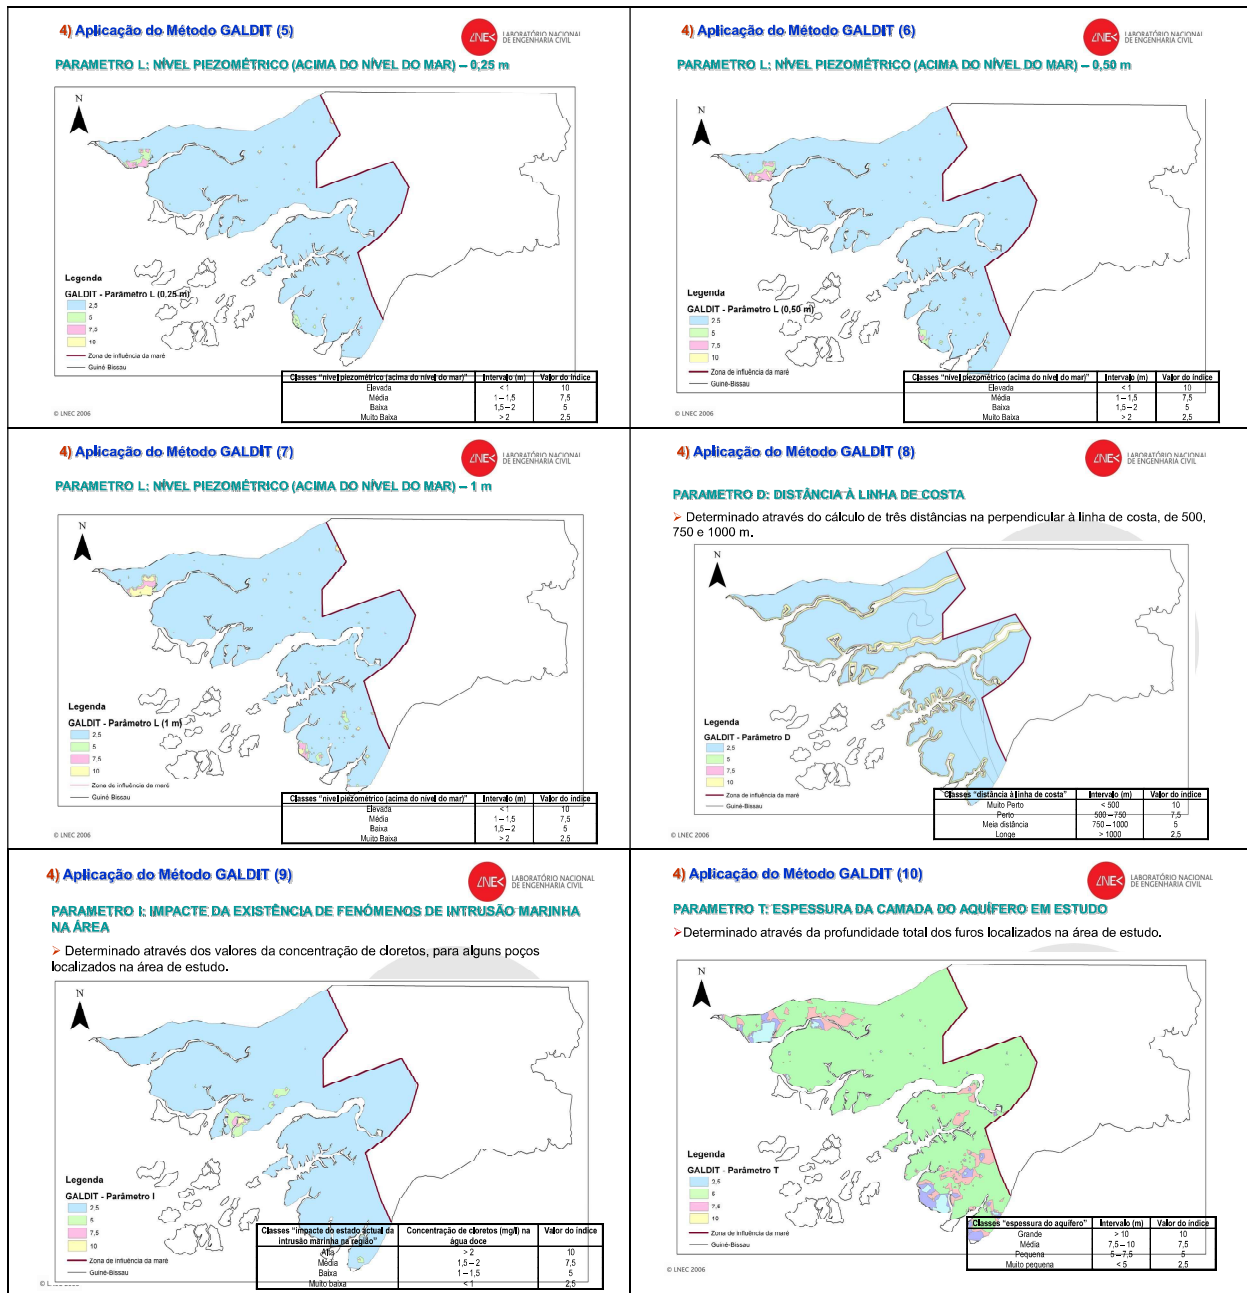 4) Aplicação do Método GALDIT (5)
LNEC LABORATÓRIO NACIONAL
DE ENGENHARIA CIVIL
PARAMETRO L: NÍVEL PIEZOMÉTRICO (ACIMA DO NÍVEL DO MAR) – 0,25 m
N
Legenda
GALDIT - Parâmetro L (0,25 m)
2,5
5
7,5
10
Zona de influência da maré
Guiné-Bissau
Classes "nível piezométrico (acima do nível do mar)" Intervalo (m) Valor do índice
Elevada < 1 10
Média 1 – 1,5 7,5
Baixa 1,5 – 2 5
Muito Baixa > 2 2,5
© LNEC 2006
4) Aplicação do Método GALDIT (6)
LNEC LABORATÓRIO NACIONAL
DE ENGENHARIA CIVIL
PARAMETRO L: NÍVEL PIEZOMÉTRICO (ACIMA DO NÍVEL DO MAR) – 0,50 m
N
Legenda
GALDIT - Parâmetro L (0,50 m)
2,5
5
7,5
10
Zona de influência da maré
Guiné-Bissau
Classes "nível piezométrico (acima do nível do mar)" Intervalo (m) Valor do índice
Elevada < 1 10
Média 1 – 1,5 7,5
Baixa 1,5 – 2 5
Muito Baixa > 2 2,5
© LNEC 2006
4) Aplicação do Método GALDIT (7)
LNEC LABORATÓRIO NACIONAL
DE ENGENHARIA CIVIL
PARAMETRO L: NÍVEL PIEZOMÉTRICO (ACIMA DO NÍVEL DO MAR) – 1 m
N
Legenda
GALDIT - Parâmetro L (1 m)
2,5
5
7,5
10
Zona de influência da maré
Guiné Bissau
Classes "nível piezométrico (acima do nível do mar)" Intervalo (m) Valor do índice
Elevada < 1 10
Média 1 – 1,5 7,5
Baixa 1,5 – 2 5
Muito Baixa > 2 2,5
© LNEC 2006
4) Aplicação do Método GALDIT (8)
LNEC LABORATÓRIO NACIONAL
DE ENGENHARIA CIVIL
PARAMETRO D: DISTÂNCIA À LINHA DE COSTA
➢ Determinado através do cálculo de três distâncias na perpendicular à linha de costa, de 500,
750 e 1000 m.
N
Legenda
GALDIT - Parâmetro D
2,5
5
7,5
10
Zona de influência da maré
Guiné-Bissau
Classes "distância à linha de costa" Intervalo (m) Valor do índice
Muito Perto < 500 10
Perto 500 – 750 7,5
Meia distância 750 – 1000 5
Longe > 1000 2,5
4) Aplicação do Método GALDIT (9)
LNEC LABORATÓRIO NACIONAL
DE ENGENHARIA CIVIL
PARAMETRO I: IMPACTE DA EXISTÊNCIA DE FENÓMENOS DE INTRUSÃO MARINHA
NA ÁREA
➢ Determinado através dos valores da concentração de cloretos, para alguns poços
localizados na área de estudo.
N
Legenda
GALDIT - Parâmetro I
2,5
5
7,5
10
Zona de influência da maré
Guiné-Bissau
Classes "impacte do estado actual da intrusão marinha na região" Concentração de cloretos (mg/l) na água doce Valor do índice
Alta > 2 10
Média 1,5 – 2 7,5
Baixa 1 – 1,5 5
Muito baixa < 1 2,5
4) Aplicação do Método GALDIT (10)
LNEC LABORATÓRIO NACIONAL
DE ENGENHARIA CIVIL
PARAMETRO T: ESPESSURA DA CAMADA DO AQUÍFERO EM ESTUDO
➢Determinado através da profundidade total dos furos localizados na área de estudo.
N
Legenda
GALDIT - Parâmetro T
2,5
5
7,5
10
Zona de influência da maré
Guiné-Bissau
Classes "espessura do aquífero" Intervalo (m) Valor do índice
Grande > 10 10
Média 7,5 – 10 7,5
Pequena 5 – 7,5 5
Muito pequena < 5 2,5
© LNEC 2006